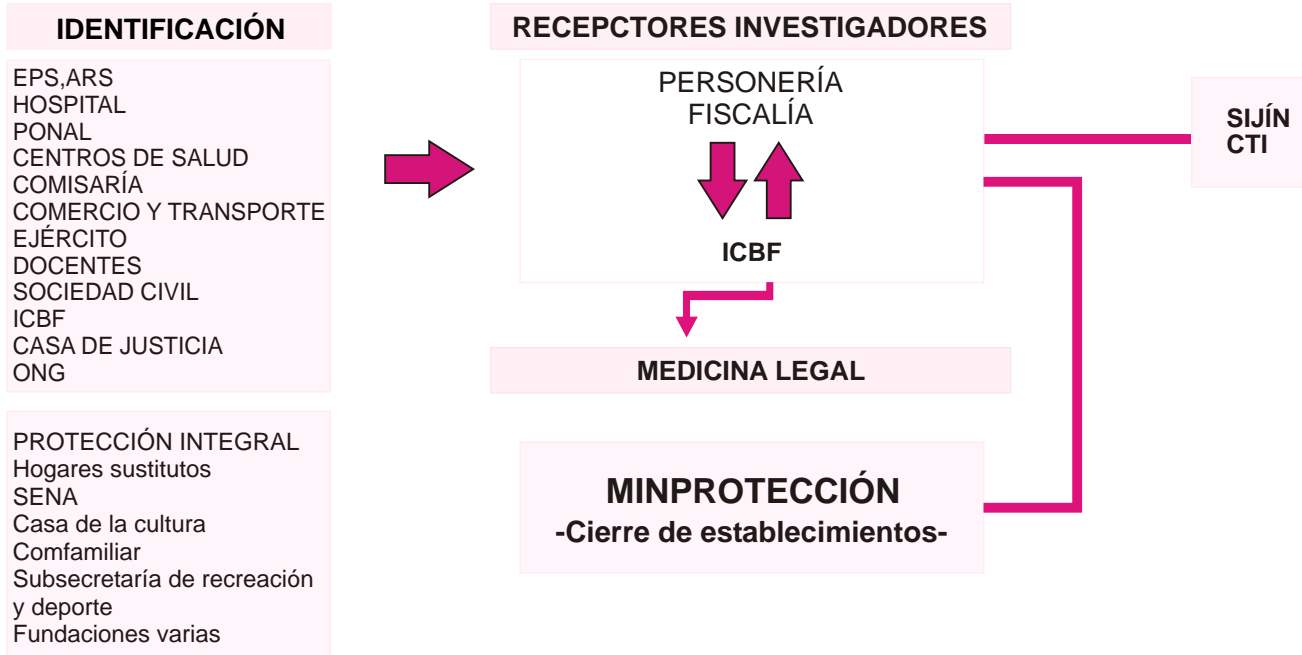 IDENTIFICACIÓN
EPS,ARS
HOSPITAL
PONAL
CENTROS DE SALUD
COMISARÍA
COMERCIO Y TRANSPORTE
EJÉRCITO
DOCENTES
SOCIEDAD CIVIL
ICBF
CASA DE JUSTICIA
ONG
PROTECCIÓN INTEGRAL
Hogares sustitutos
SENA
Casa de la cultura
Comfamiliar
Subsecretaría de recreación
y deporte
Fundaciones varias
RECEPCTORES INVESTIGADORES
PERSONERÍA
FISCALÍA
ICBF
MEDICINA LEGAL
MINPROTECCIÓN
-Cierre de establecimientos-
SIJÍN
CTI